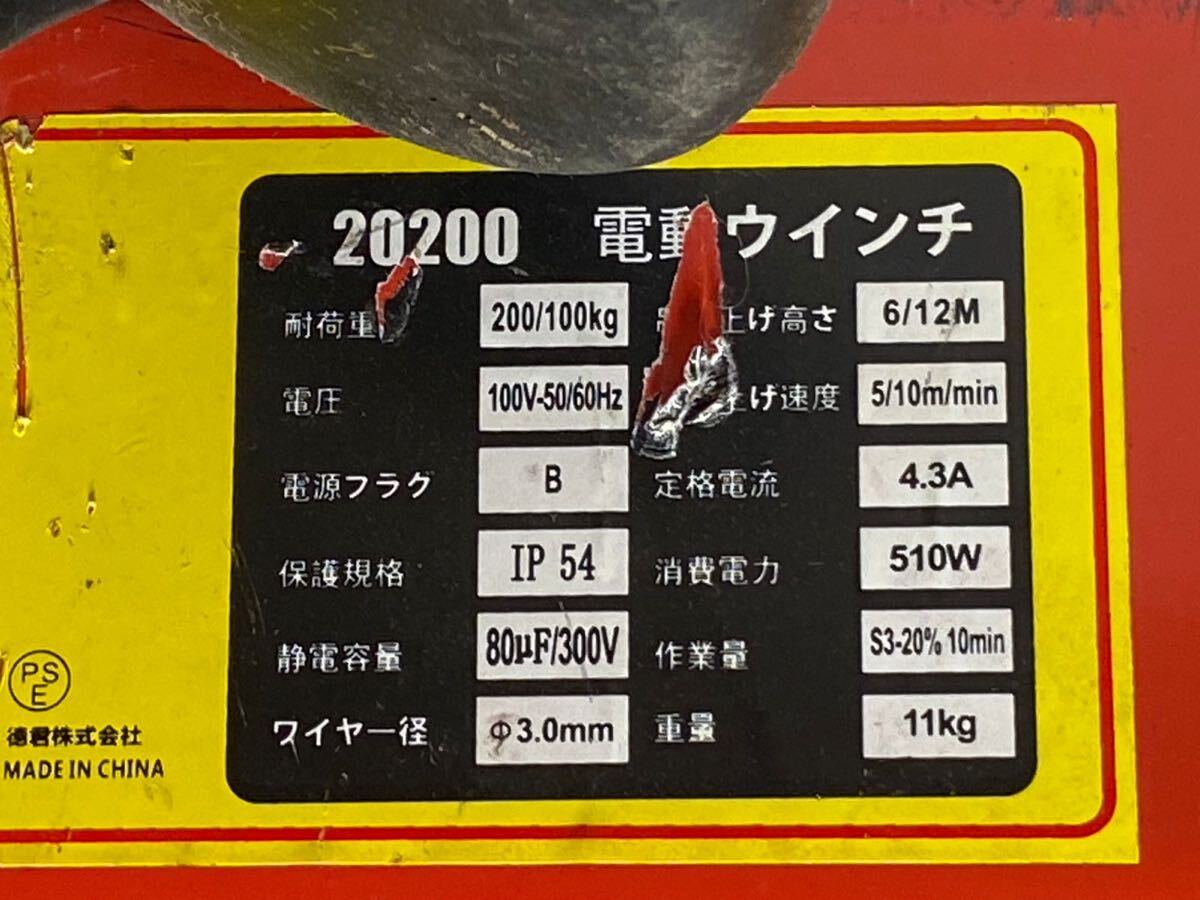 20200 電動ウインチ
耐荷重 200/100kg 上げ高さ 6/12M
電圧 100V-50/60Hz 上げ速度 5/10m/min
電源フラグ B 定格電流 4.3A
保護規格 IP 54 消費電力 510W
静電容量 80μF/300V 作業量 S3-20% 10min
ワイヤー径 Φ3.0mm 重量 11kg
PS
E
徳君株式会社
MADE IN CHINA